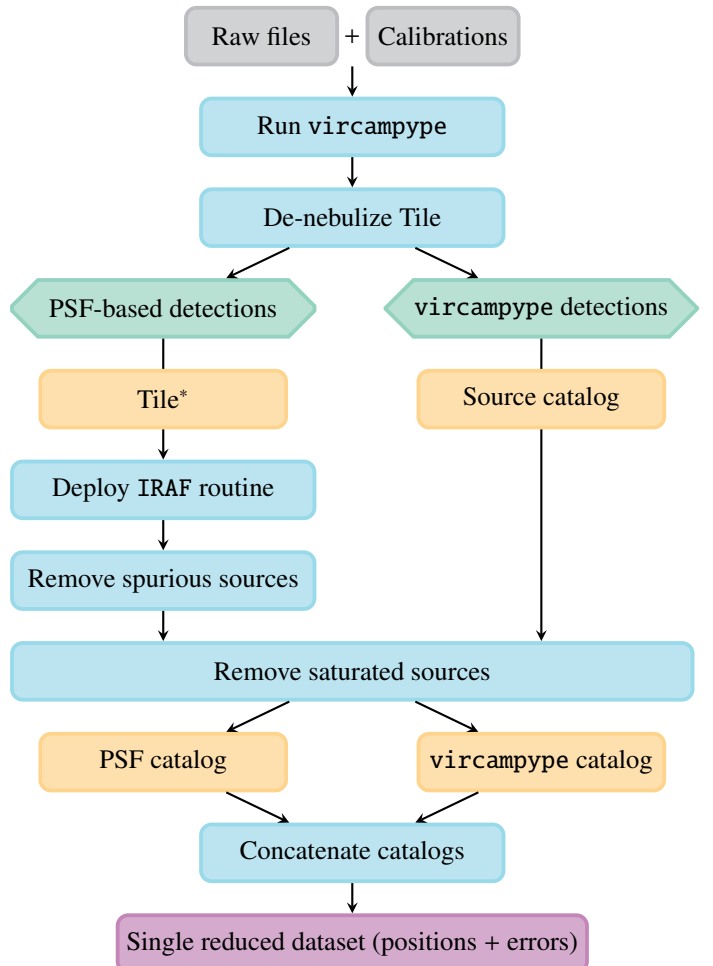 Raw files + Calibrations
Run vircampype
De-nebulize Tile
PSF-based detections
vircampype detections
Tile*
Source catalog
Deploy IRAF routine
Remove spurious sources
Remove saturated sources
PSF catalog
vircampype catalog
Concatenate catalogs
Single reduced dataset (positions + errors)